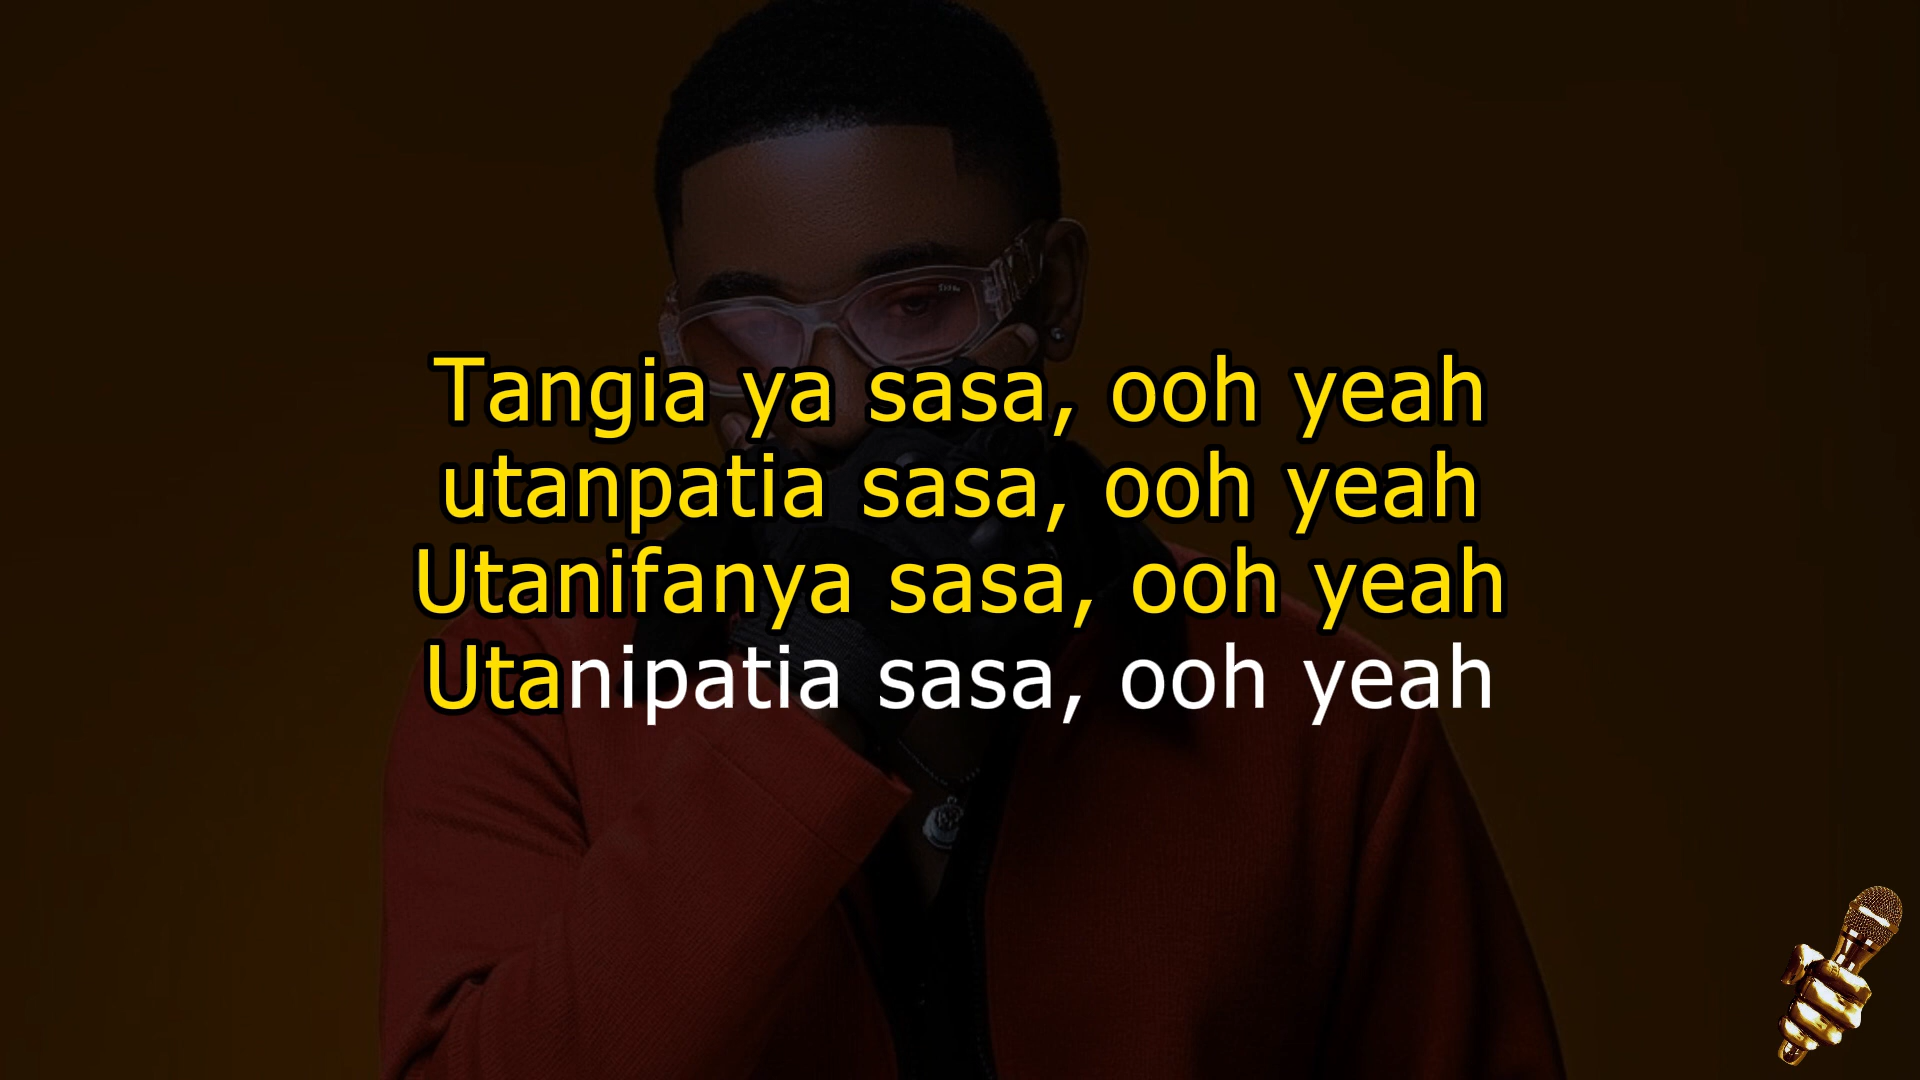 Tangia ya sasa, ooh yeah
utanpatia sasa, ooh yeah
Utanifanya sasa, ooh yeah
Utanipatia sasa, ooh yeah